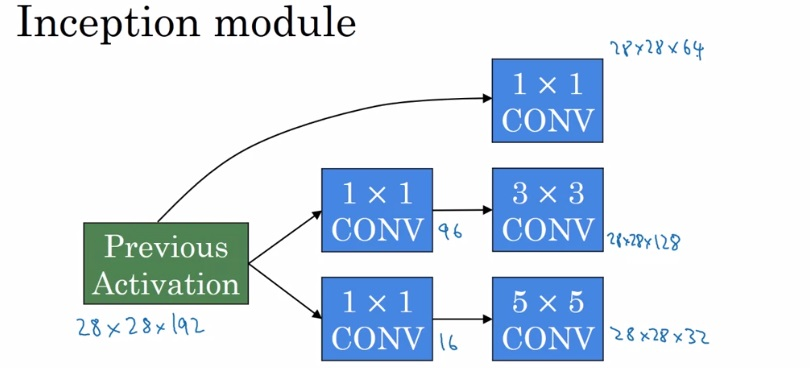 Inception module
28×28×64
1 × 1
CONV
1 × 1
CONV
96
3 × 3
CONV
28×28×128
Previous
Activation
28×28×192
1 × 1
CONV
16
5 × 5
CONV
28×28×32